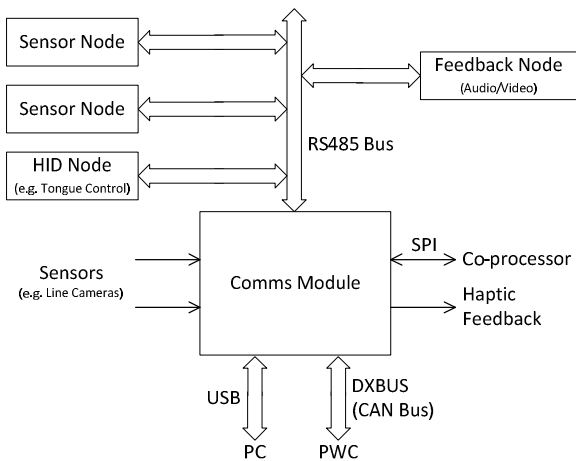 Sensor Node
Sensor Node
HID Node
(e.g. Tongue Control)
Feedback Node
(Audio/Video)
RS485 Bus
Sensors
(e.g. Line Cameras)
Comms Module
SPI
Co-processor
Haptic
Feedback
USB
DXBUS
(CAN Bus)
PC
PWC